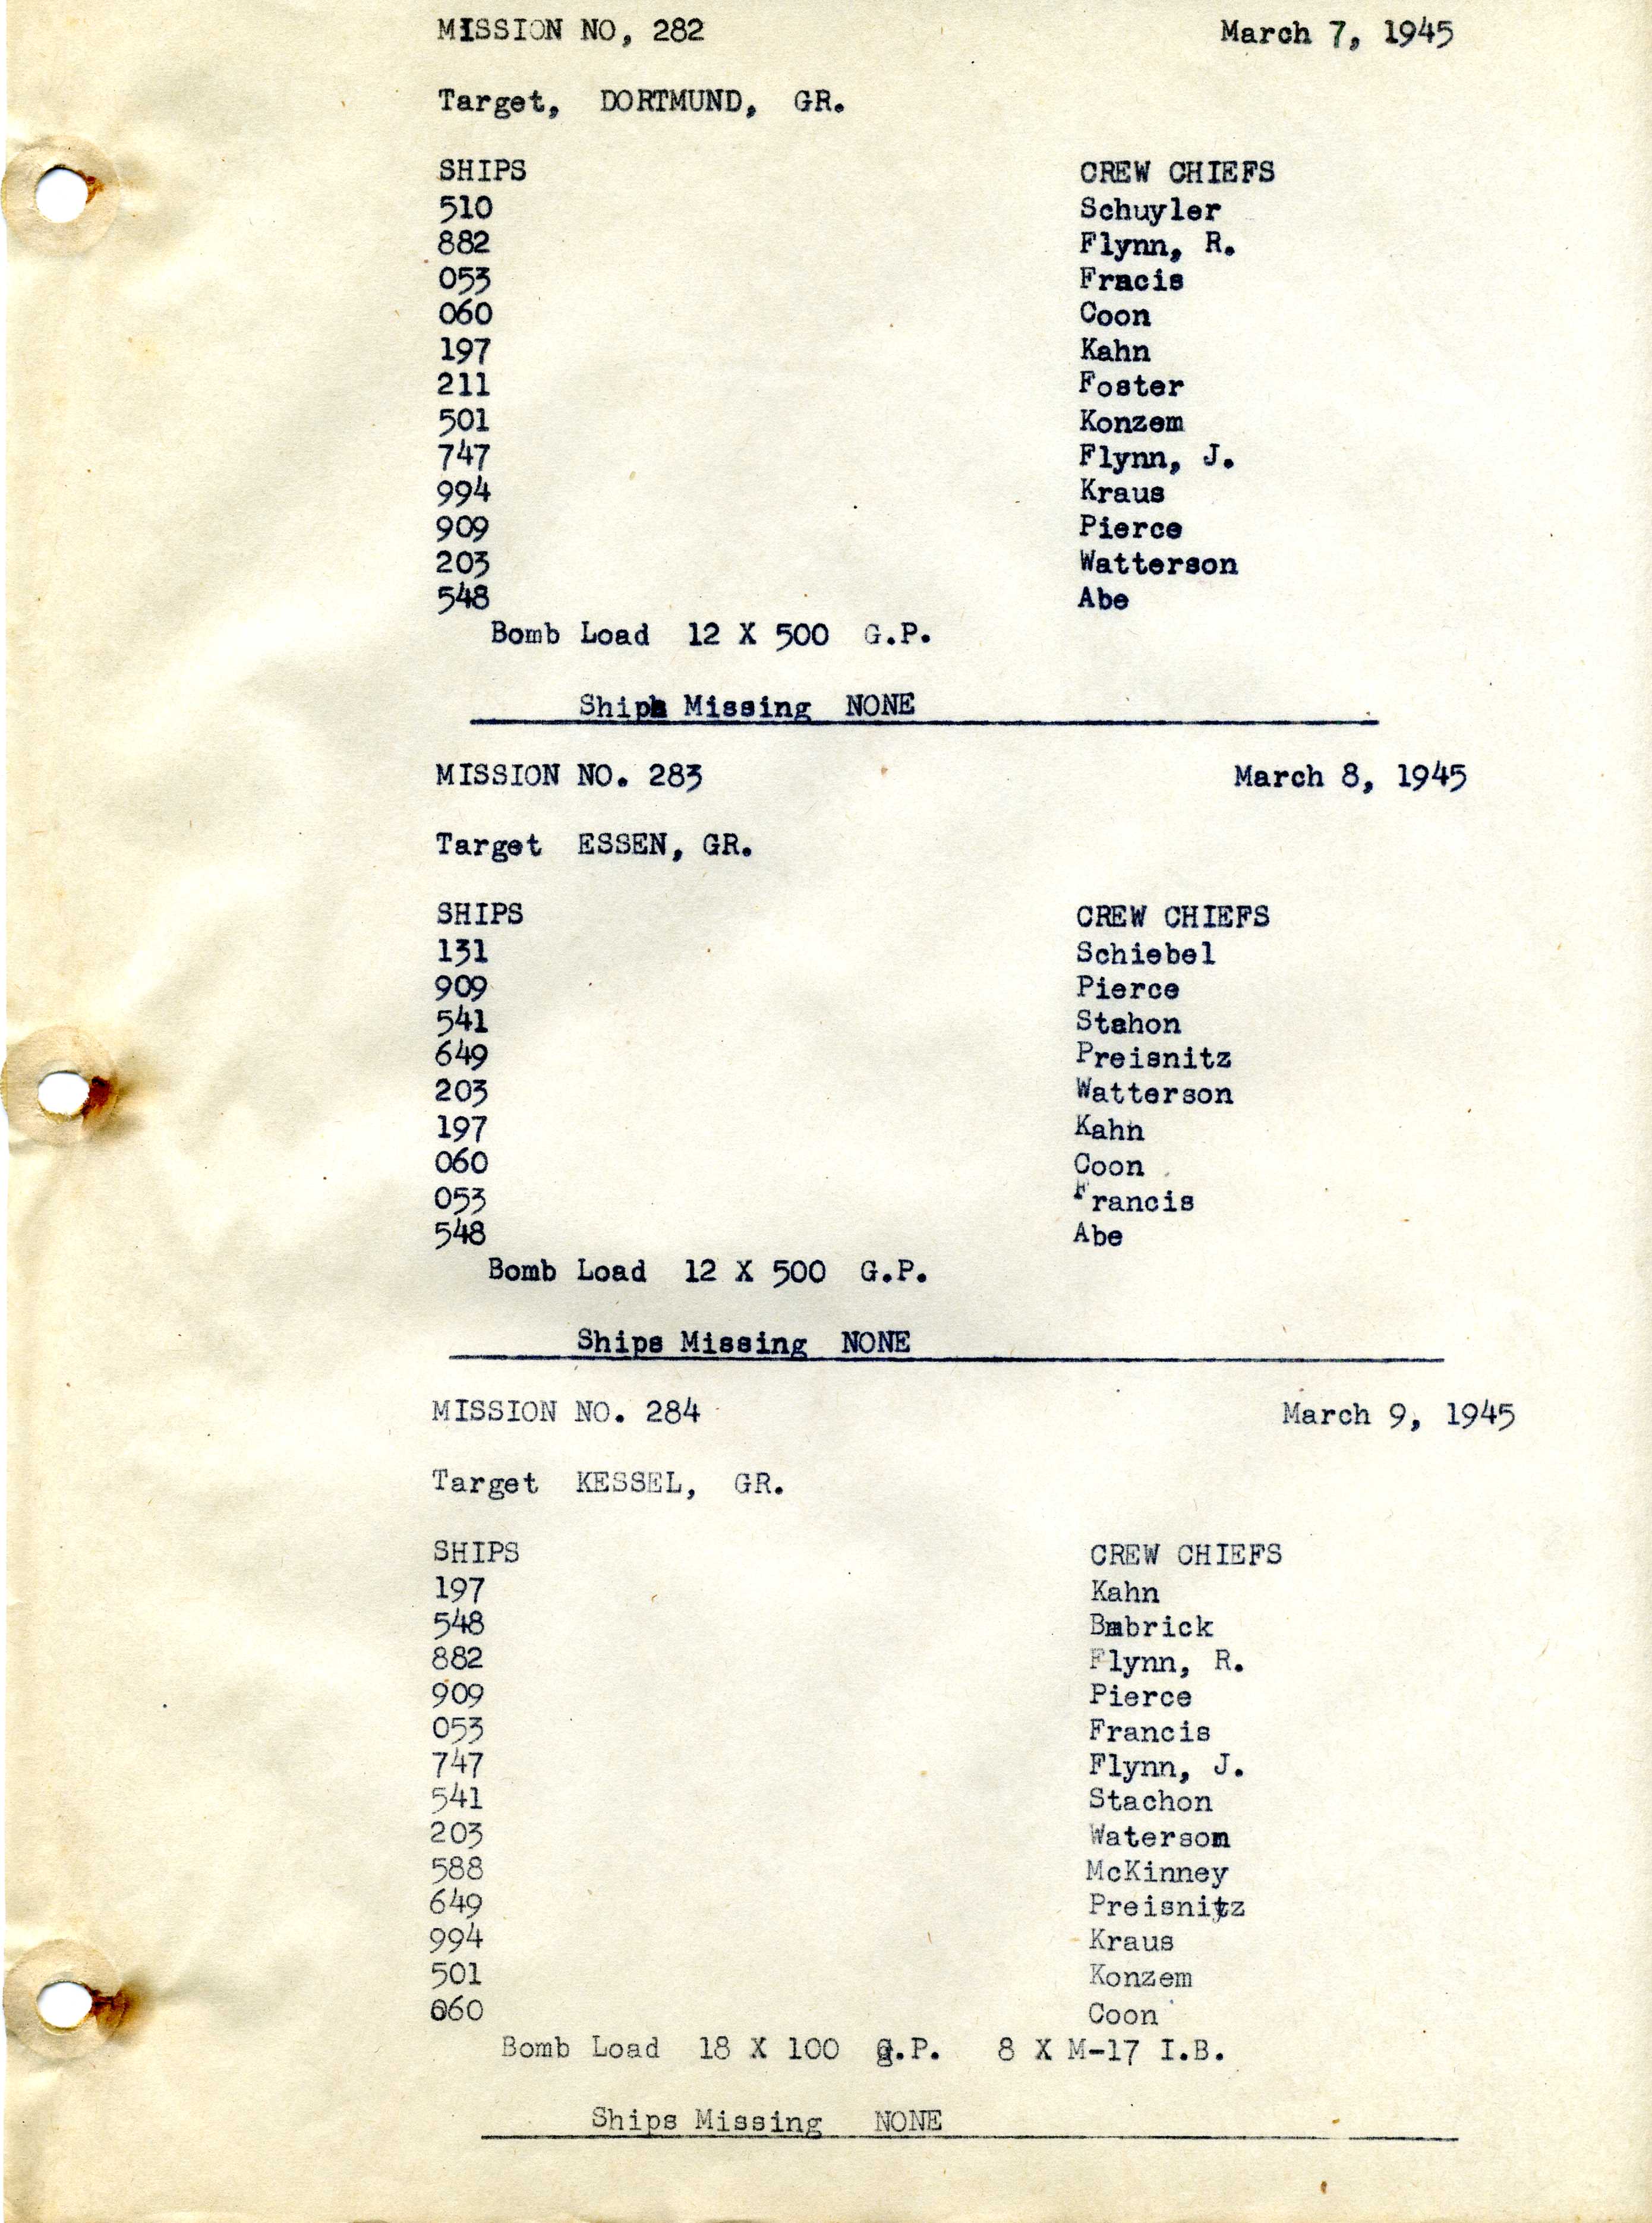 MISSION NO, 282 March 7, 1945
Target, DORTMUND, GR.
SHIPS CREW CHIEFS
510 Schuyler
882 Flynn, R.
053 Fracis
060 Coon
197 Kahn
211 Foster
501 Konzem
747 Flynn, J.
994 Kraus
909 Pierce
203 Watterson
548 Abe
Bomb Load 12 X 500 G.P.
Ships Missing NONE
MISSION NO. 283 March 8, 1945
Target ESSEN, GR.
SHIPS CREW CHIEFS
131 Schiebel
909 Pierce
541 Stahon
649 Preisnitz
203 Watterson
197 Kahn
060 Coon
053 Francis
548 Abe
Bomb Load 12 X 500 G.P.
Ships Missing NONE
MISSION NO. 284 March 9, 1945
Target KESSEL, GR.
SHIPS CREW CHIEFS
197 Kahn
548
882 Flynn, R.
909 Pierce
053 Francis
747 Flynn, J.
541 Stachon
203 Waterson
588 McKinney
649 Preisnitz
994 Kraus
501 Konzem
060 Coon
Bomb Load 18 X 100 G.P. 8 X M-17 I.B.
Ships Missing NONE